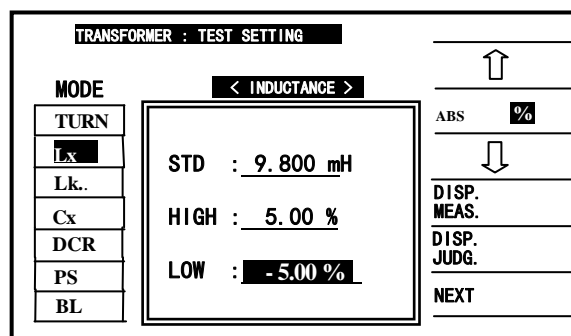 TRANSFORMER : TEST SETTING
MODE
< INDUCTANCE >
TURN
Lx
Lk..
Cx
DCR
PS
BL
STD : 9.800 mH
HIGH : 5.00 %
LOW : - 5.00 %
ABS %
DISP.
MEAS.
DISP.
JUDG.
NEXT